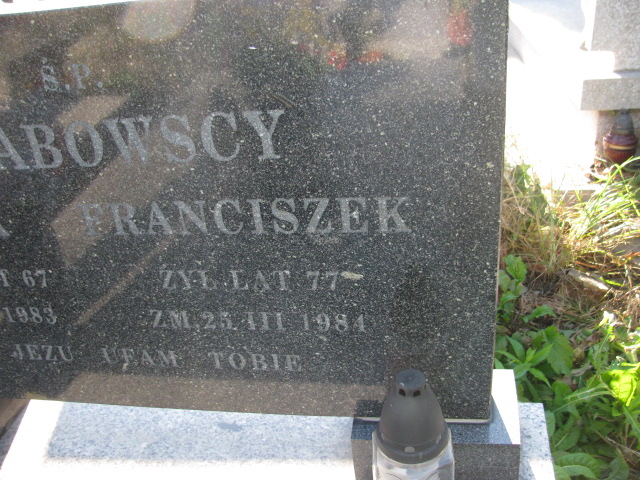 Ś.P.
ABOWSCY
FRANCISZEK
T 67 ŻYŁ LAT 77
1983 ZM. 25 III 1984
JEZU UFAM TOBIE